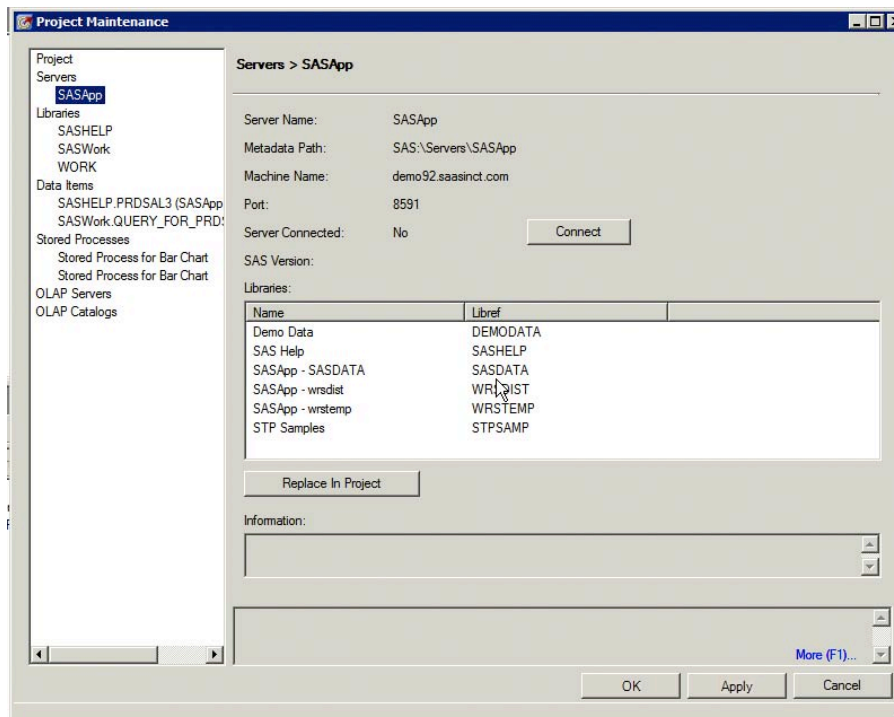 Project Maintenance
Project
Servers
SASApp
Libraries
SASHELP
SASWork
WORK
Data Items
SASHELP.PRDSAL3 (SASApp
SASWork.QUERY_FOR_PRD
Stored Processes
Stored Process for Bar Chart
Stored Process for Bar Chart
OLAP Servers
OLAP Catalogs
Servers > SASApp
Server Name: SASApp
Metadata Path: SAS:\Servers\SASApp
Machine Name: demo92.saasinct.com
Port: 8591
Server Connected: No Connect
SAS Version:
Libraries:
Name Libref
Demo Data DEMODATA
SAS Help SASHELP
SASApp - SASDATA SASDATA
SASApp - wrsdist WRSDIST
SASApp - wrstemp WRSTEMP
STP Samples STPSAMP
Replace In Project
Information:
More (F1)...
OK Apply Cancel